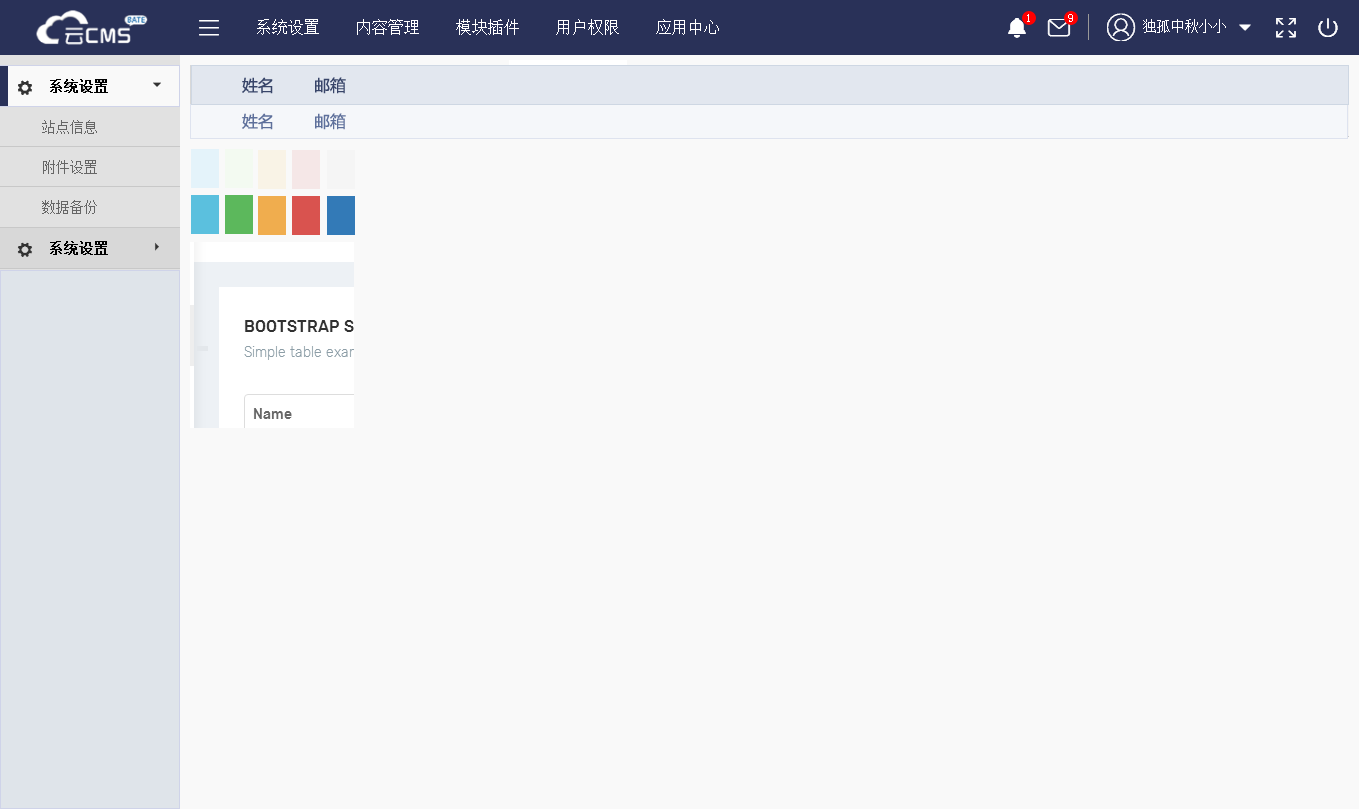 云CMS BATE
系统设置 内容管理 模块插件 用户权限 应用中心 1 9 独孤中秋小小
系统设置
站点信息
附件设置
数据备份
系统设置
姓名 邮箱
姓名 邮箱
BOOTSTRAP S
Simple table exar
Name